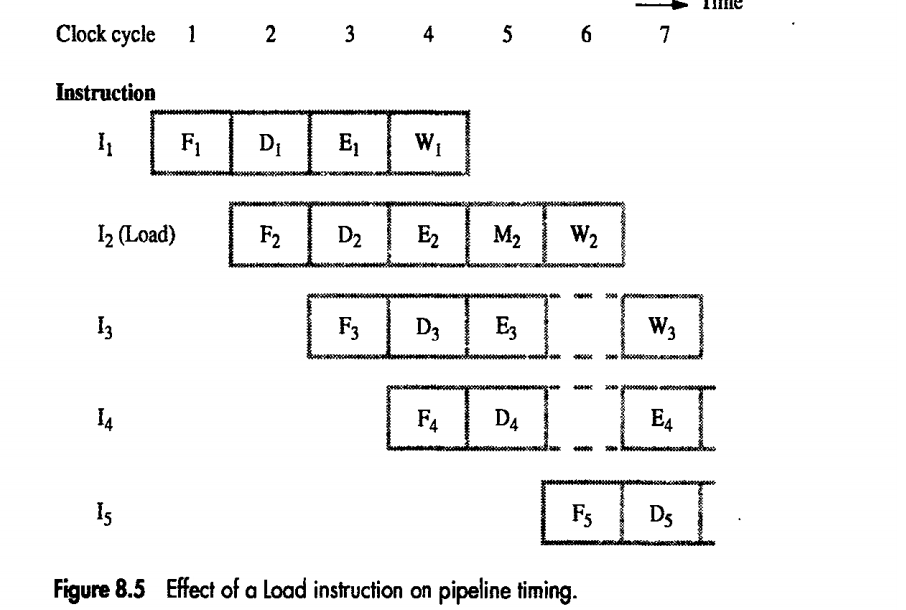 Time
Clock cycle 1 2 3 4 5 6 7
Instruction
I₁ F₁ D₁ E₁ W₁
I₂ (Load) F₂ D₂ E₂ M₂ W₂
I₃ F₃ D₃ E₃ W₃
I₄ F₄ D₄ E₄
I₅ F₅ D₅
Figure 8.5 Effect of a Load instruction on pipeline timing.